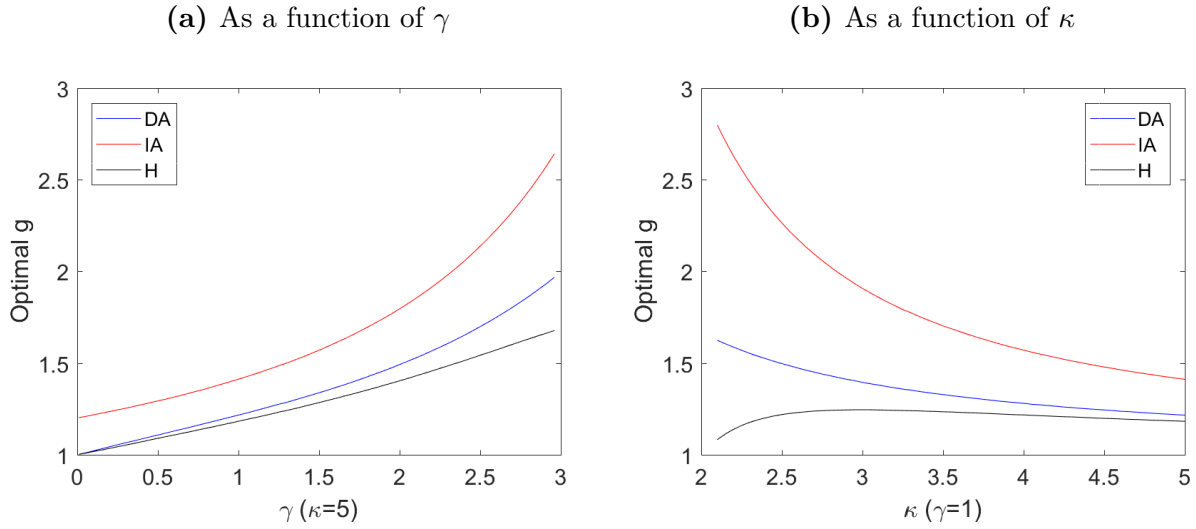 (a) As a function of γ
3
2.5
2
1.5
1
Optimal g
DA
IA
H
0 0.5 1 1.5 2 2.5 3
γ (κ=5)
(b) As a function of κ
3
2.5
2
1.5
1
Optimal g
DA
IA
H
2 2.5 3 3.5 4 4.5 5
κ (γ=1)